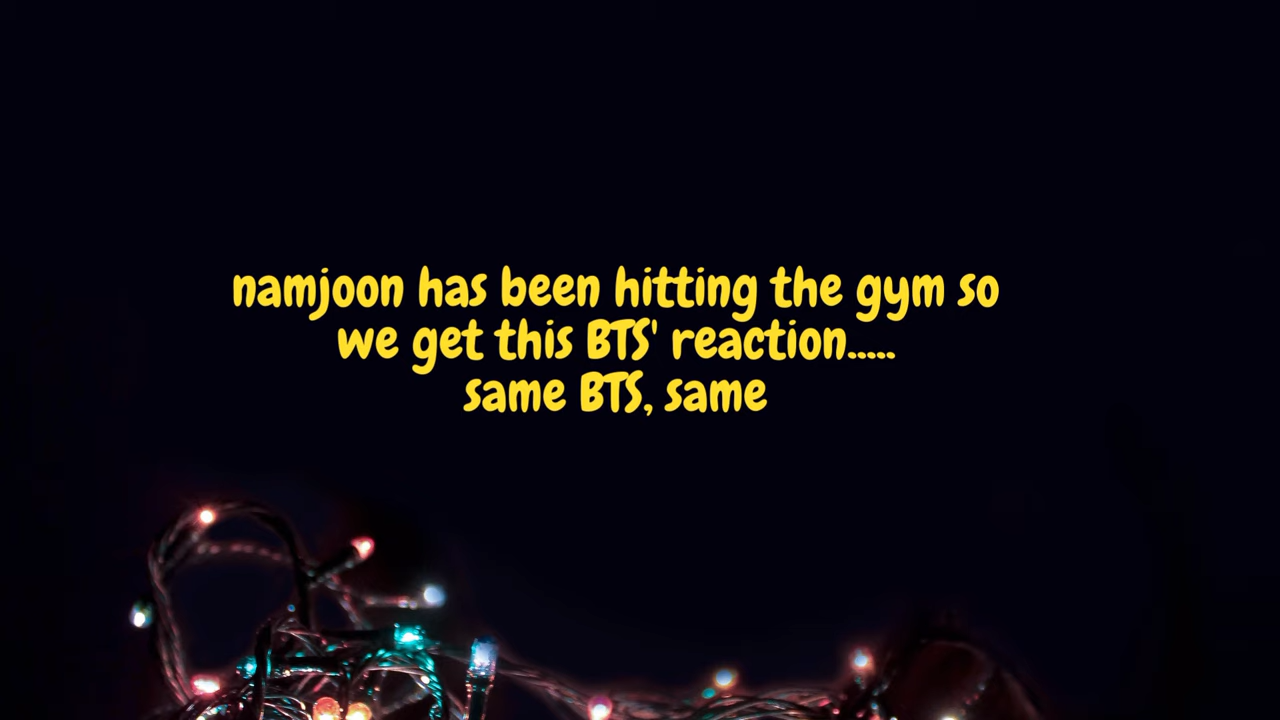 namjoon has been hitting the gym so
we get this BTS' reaction.....
same BTS, same